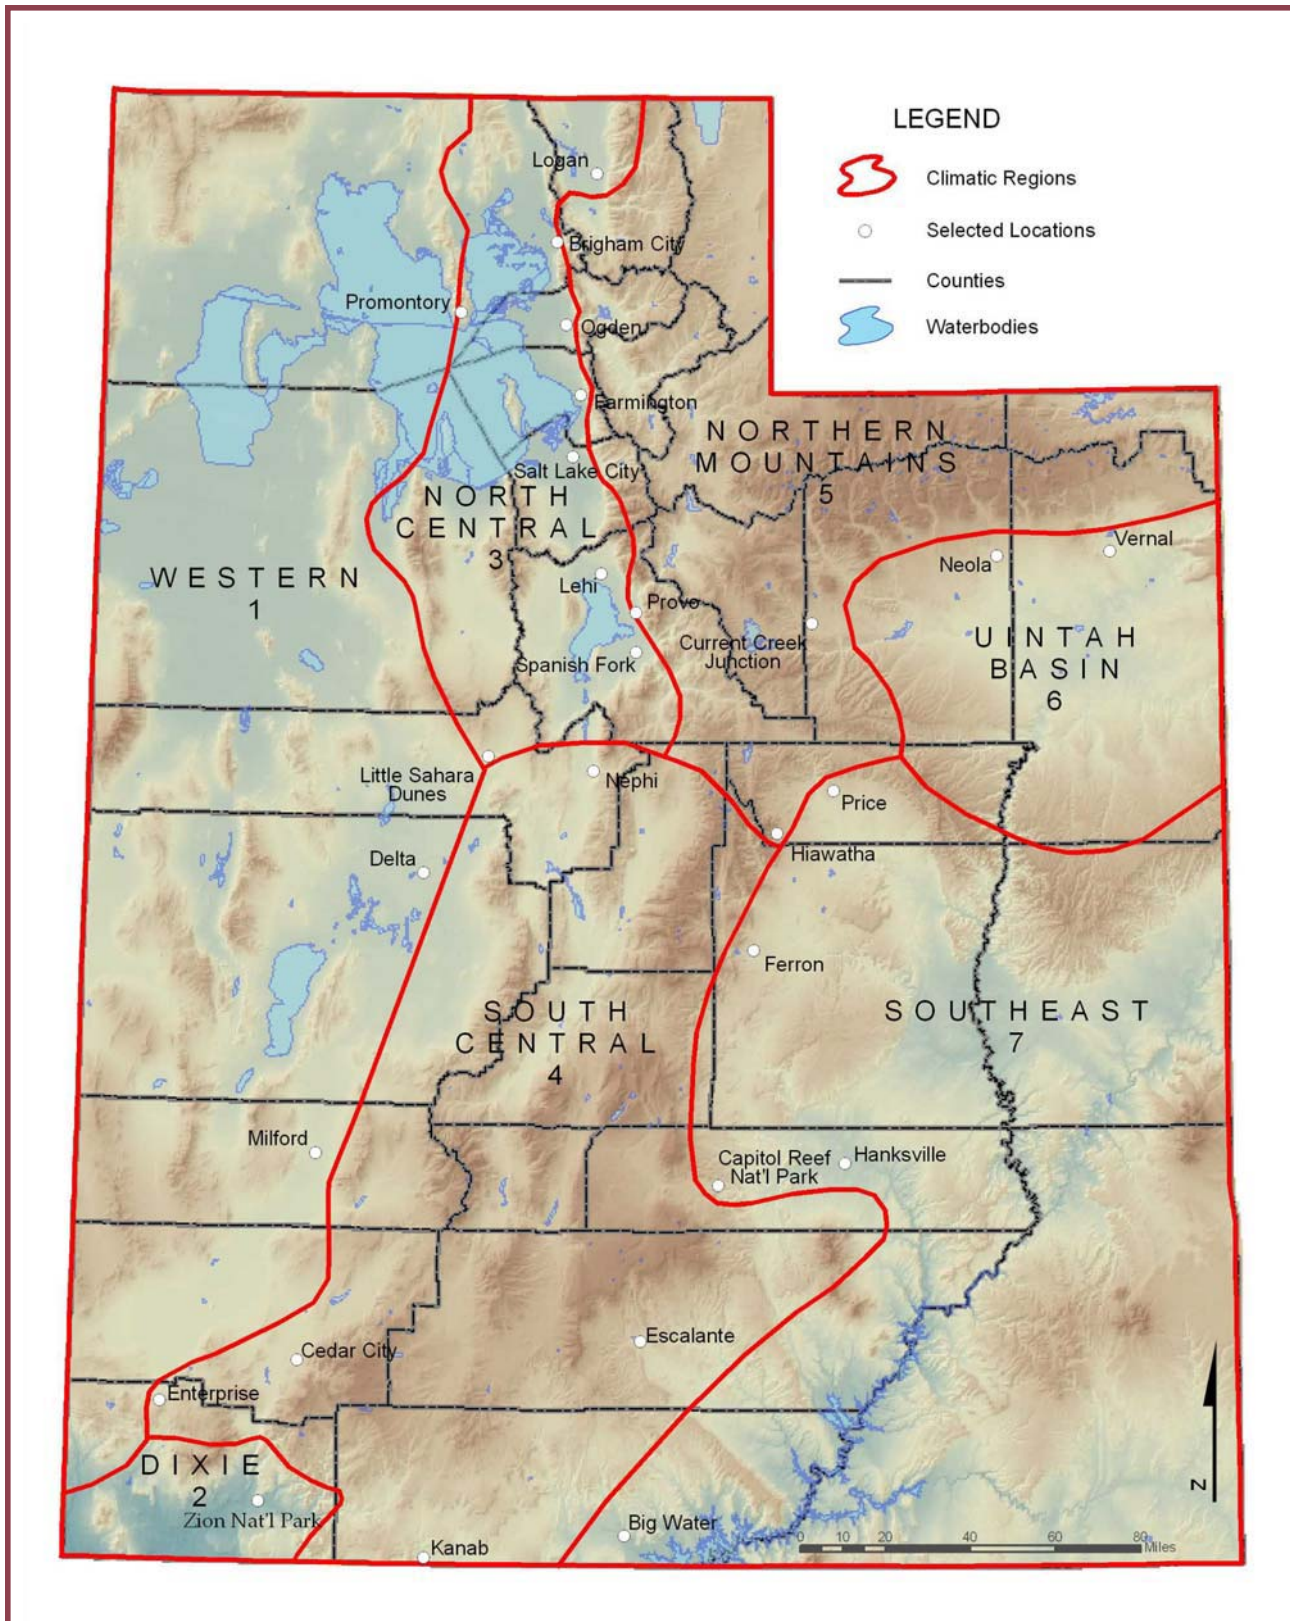 LEGEND
Climatic Regions
Selected Locations
Counties
Waterbodies
Logan
Brigham City
Promontory
Ogden
Farmington
NORTHERN
MOUNTAINS
5
Salt Lake City
NORTH
CENTRAL
3
WESTERN
1
Vernal
Neola
Lehi
Provo
Current Creek
Junction
UINTAH
BASIN
6
Spanish Fork
Little Sahara
Dunes
Nephi
Price
Hiawatha
Delta
Ferron
SOUTH
CENTRAL
4
SOUTHEAST
7
Milford
Capitol Reef
Nat'l Park
Hanksville
Escalante
Cedar City
Enterprise
DIXIE
2
Zion Nat'l Park
Big Water
Kanab
N
0 10 20 40 60 80
Miles